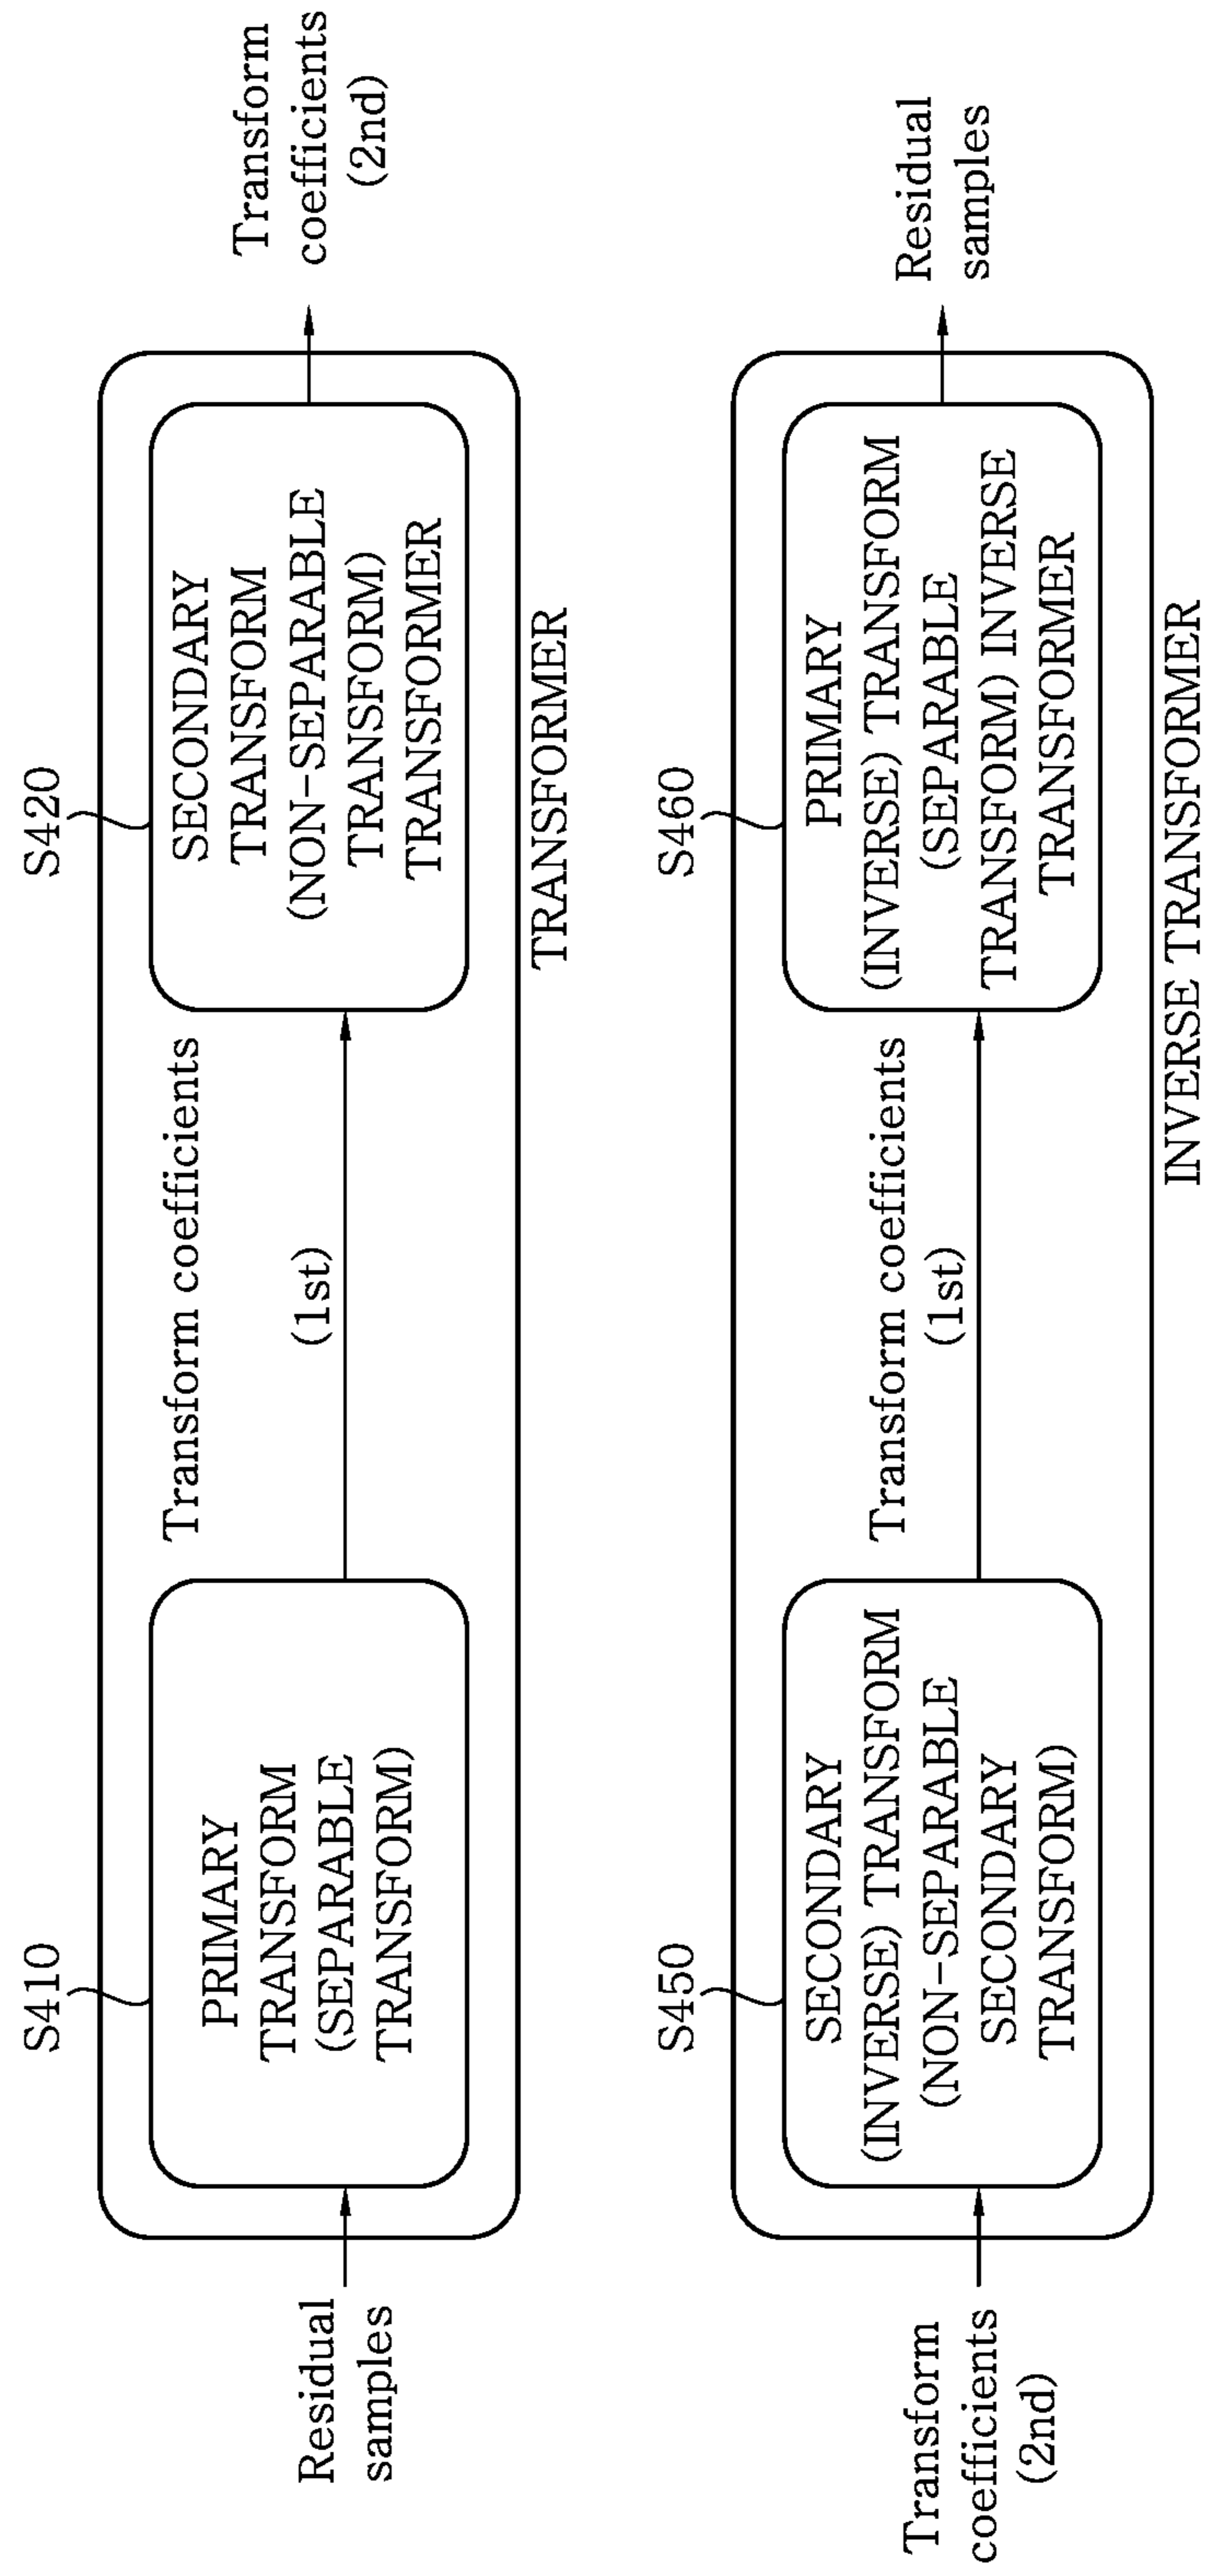 S410
S420
Residual
samples
PRIMARY
TRANSFORM
(SEPARABLE
TRANSFORM)
Transform coefficients
(1st)
SECONDARY
TRANSFORM
(NON-SEPARABLE
TRANSFORM)
TRANSFORMER
Transform
coefficients
(2nd)
TRANSFORMER
S450
S460
Transform
coefficients
(2nd)
SECONDARY
(INVERSE) TRANSFORM
(NON-SEPARABLE
SECONDARY
TRANSFORM)
Transform coefficients
(1st)
PRIMARY
(INVERSE) TRANSFORM
(SEPARABLE
TRANSFORM) INVERSE
TRANSFORMER
Residual
samples
INVERSE TRANSFORMER